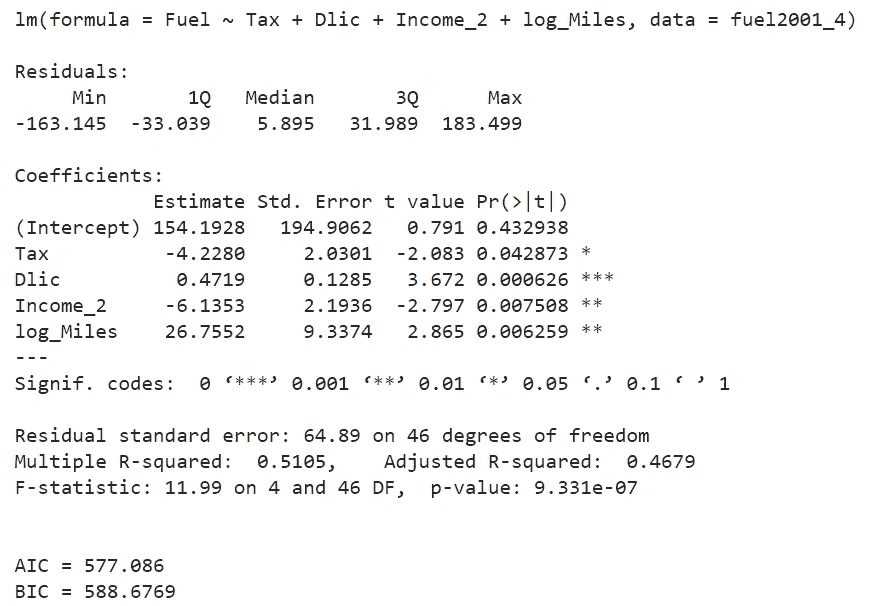 lm(formula = Fuel ~ Tax + Dlic + Income_2 + log_Miles, data = fuel2001_4)
Residuals:
Min 1Q Median 3Q Max
-163.145 -33.039 5.895 31.989 183.499
Coefficients:
Estimate Std. Error t value Pr(>|t|)
(Intercept) 154.1928 194.9062 0.791 0.432938
Tax -4.2280 2.0301 -2.083 0.042873 *
Dlic 0.4719 0.1285 3.672 0.000626 ***
Income_2 -6.1353 2.1936 -2.797 0.007508 **
log_Miles 26.7552 9.3374 2.865 0.006259 **
---
Signif. codes: 0 ‘***’ 0.001 ‘**’ 0.01 ‘*’ 0.05 ‘.’ 0.1 ‘ ’ 1
Residual standard error: 64.89 on 46 degrees of freedom
Multiple R-squared: 0.5105, Adjusted R-squared: 0.4679
F-statistic: 11.99 on 4 and 46 DF, p-value: 9.331e-07
AIC = 577.086
BIC = 588.6769